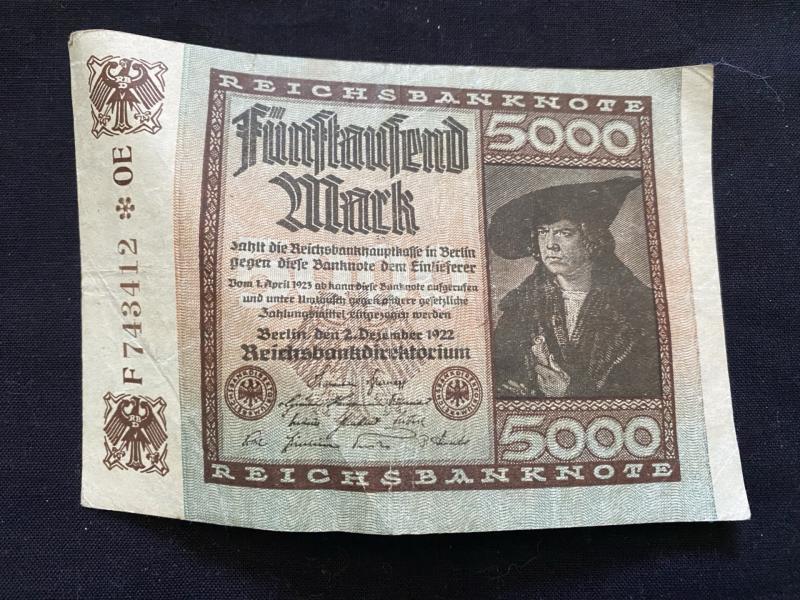 REICHSBANKNOTE
Fünftausend
Mark
5000
zahlt die Reichsbankhauptkasse in Berlin
gegen diese Banknote dem Einlieferer
Vom 1. April 1923 ab kann diese Banknote aufgerufen
und unter Umtausch gegen andere gesetzliche
Zahlungsmittel eingezogen werden
Berlin, den 2. Dezember 1922
Reichsbankdirektorium
5000
REICHSBANKNOTE
F 743412 ✻ OE